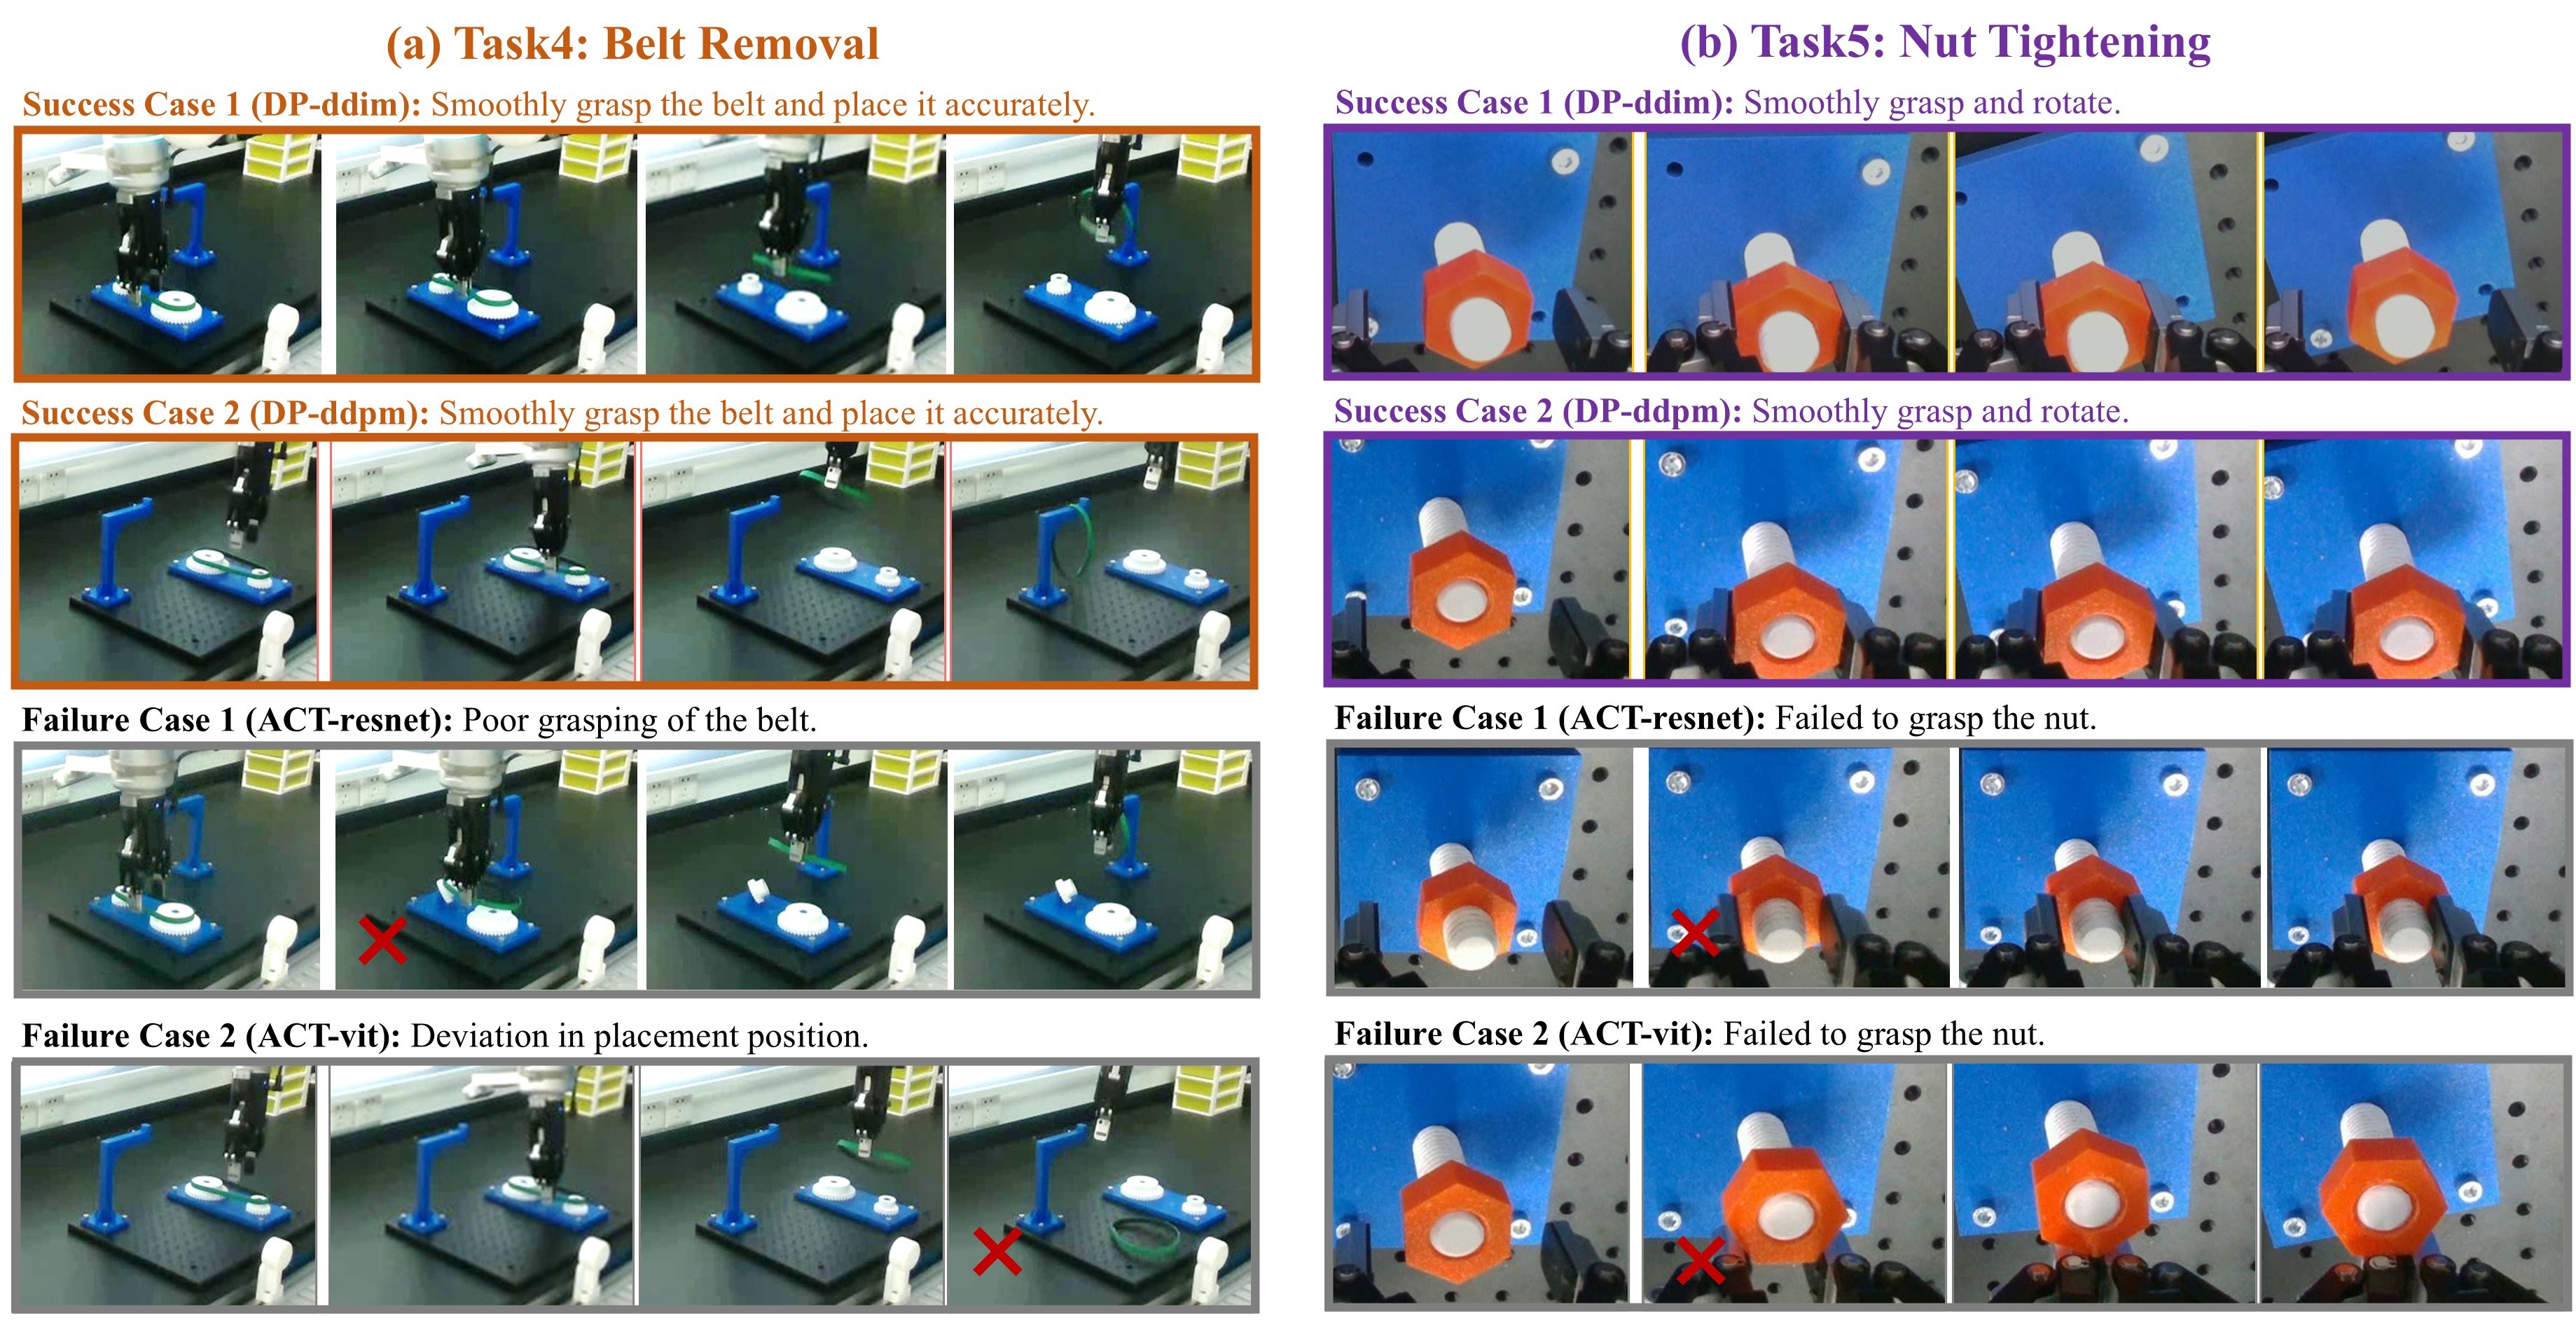 (a) Task4: Belt Removal
Success Case 1 (DP-ddim): Smoothly grasp the belt and place it accurately.
Success Case 2 (DP-ddpm): Smoothly grasp the belt and place it accurately.
Failure Case 1 (ACT-resnet): Poor grasping of the belt.
Failure Case 2 (ACT-vit): Deviation in placement position.
(b) Task5: Nut Tightening
Success Case 1 (DP-ddim): Smoothly grasp and rotate.
Success Case 2 (DP-ddpm): Smoothly grasp and rotate.
Failure Case 1 (ACT-resnet): Failed to grasp the nut.
Failure Case 2 (ACT-vit): Failed to grasp the nut.